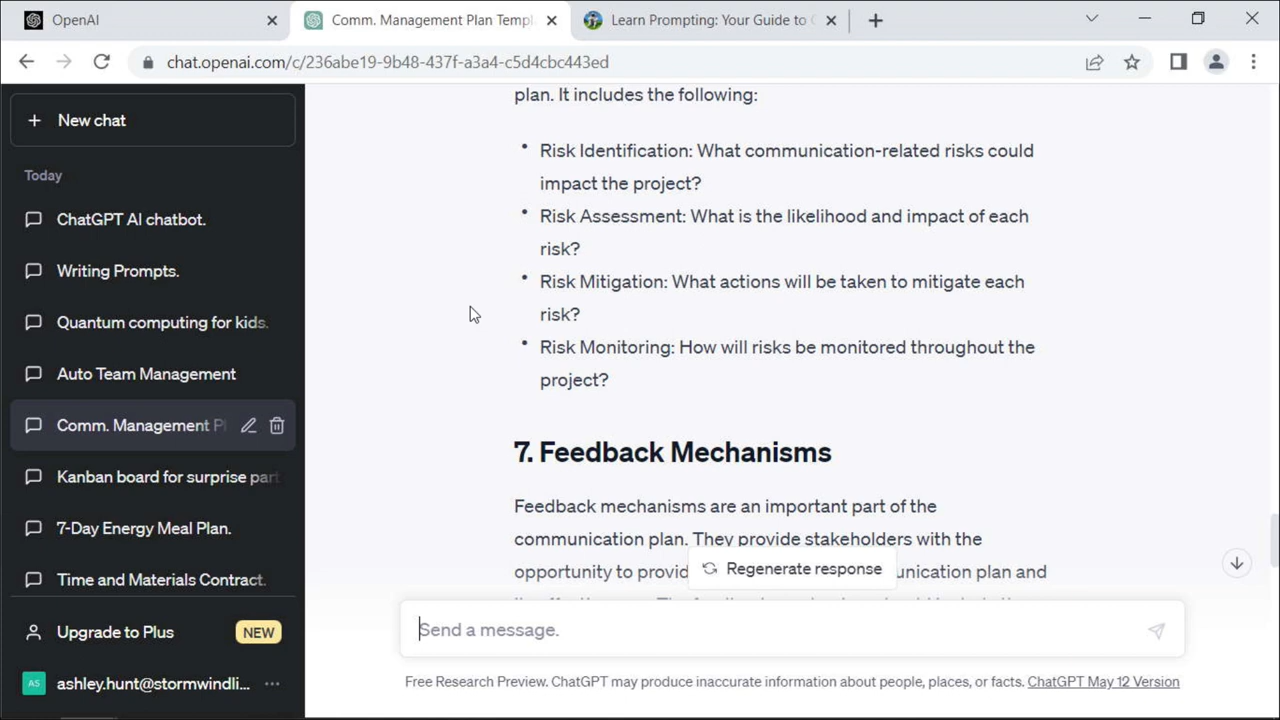 OpenAI
Comm. Management Plan Templ
Learn Prompting: Your Guide to
chat.openai.com/c/236abe19-9b48-437f-a3a4-c5d4cbc443ed
New chat
Today
ChatGPT AI chatbot.
Writing Prompts.
Quantum computing for kids.
Auto Team Management
Comm. Management Pl
Kanban board for surprise part
7-Day Energy Meal Plan.
Time and Materials Contract.
Upgrade to Plus
NEW
AS
ashley.hunt@stormwindli...
plan. It includes the following:
• Risk Identification: What communication-related risks could
impact the project?
• Risk Assessment: What is the likelihood and impact of each
risk?
• Risk Mitigation: What actions will be taken to mitigate each
risk?
• Risk Monitoring: How will risks be monitored throughout the
project?
7. Feedback Mechanisms
Feedback mechanisms are an important part of the
communication plan. They provide stakeholders with the
opportunity to provid unication plan and
Regenerate response
Send a message.
Free Research Preview. ChatGPT may produce inaccurate information about people, places, or facts. ChatGPT May 12 Version